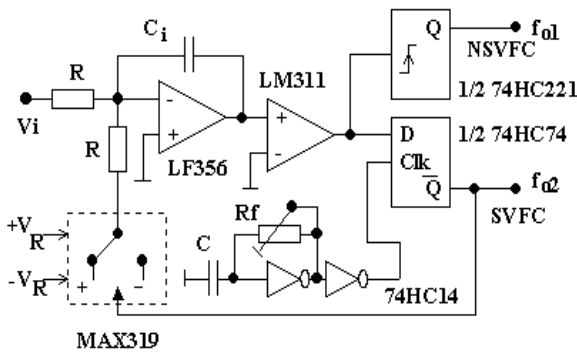 C i
Q
f o1
NSVFC
R
LM311
Vi
-
+
+
-
1/2 74HC221
R
LF356
D
1/2 74HC74
Clk
Q
f o2
SVFC
+V R
Rf
-V R
+
-
C
74HC14
MAX319